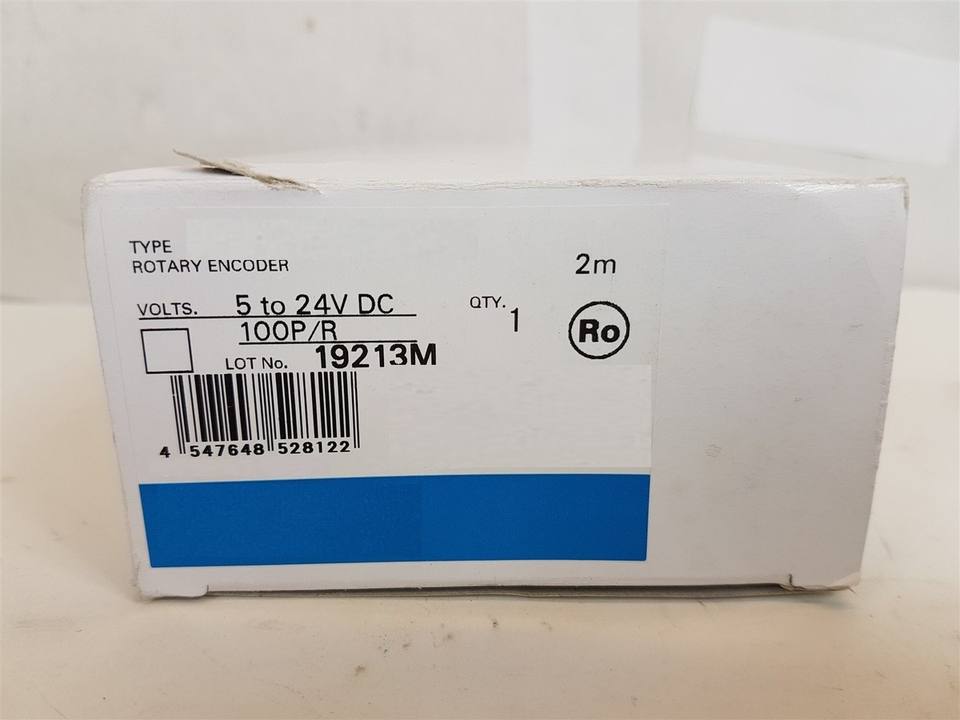 TYPE
ROTARY ENCODER 2m
VOLTS. 5 to 24V DC QTY. 1
100P/R Ro
LOT No. 19213M
4 547648 528122